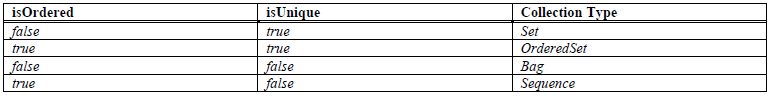 isOrdered isUnique Collection Type
false true Set
true true OrderedSet
false false Bag
true false Sequence